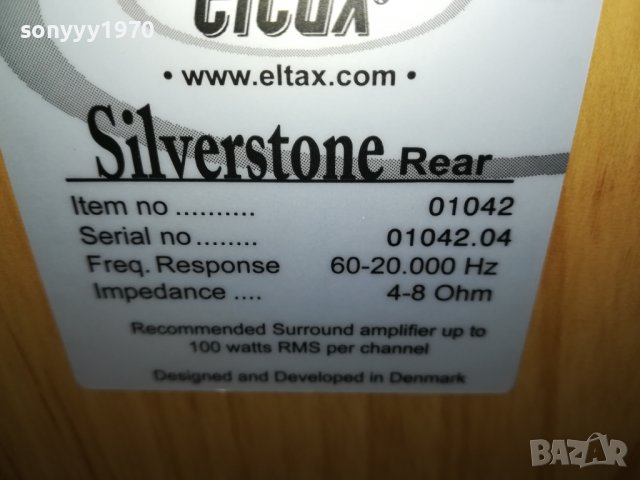 sonyyy1970
eltax
• www.eltax.com •
Silverstone Rear
Item no .......... 01042
Serial no........ 01042.04
Freq. Response 60-20.000 Hz
Impedance .... 4-8 Ohm
Recommended Surround amplifier up to
100 watts RMS per channel
Designed and Developed in Denmark
BAZAR